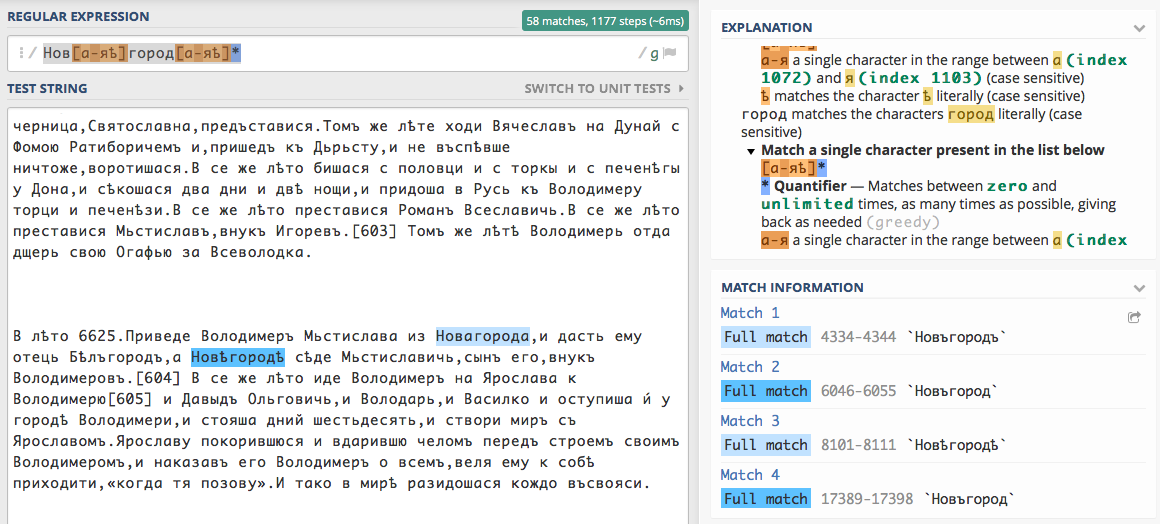 REGULAR EXPRESSION
58 matches, 1177 steps (~6ms)
/ Нов[а-яѣ]город[а-яѣ]*
/ g
TEST STRING
SWITCH TO UNIT TESTS
черница,Святославна,предъставися.Томъ же лѣте ходи Вячеславъ на Дунай с
Фомою Ратиборичемъ и,пришедъ къ Дьрьсту,и не въспѣвше
ничтоже,воротишася.В се же лѣто бишася с половци и с торкы и с печенѣгы
у Дона,и сѣкошася два дни и двѣ нощи,и придоша в Русь къ Володимеру
торци и печенѣзи.В се же лѣто преставися Романъ Всеславичь.В се же лѣто
преставися Мьстиславъ,внукъ Игоревъ.[603] Томъ же лѣтѣ Володимерь отда
дщерь свою Огафью за Всеволодка.
В лѣто 6625.Приведе Володимеръ Мьстислава из Новагорода,и дасть ему
отець Бѣлъгородъ,а Новѣгородѣ сѣде Мьстиславичь,сынъ его,внукъ
Володимеровъ.[604] В се же лѣто иде Володимеръ на Ярослава к
Володимерю[605] и Давыдъ Ольговичь,и Володарь,и Василко и оступиша и́ у
городѣ Володимери,и стояша дний шестьдесять,и створи миръ съ
Ярославомъ.Ярославу покорившюся и вдарившю челомъ передъ строемъ своимъ
Володимеромъ,и наказавъ его Володимеръ о всемъ,веля ему к собѣ
приходити,«когда тя позову».И тако в мирѣ разидошася кождо въсвояси.
EXPLANATION
а-я a single character in the range between а (index
1072) and я (index 1103) (case sensitive)
ѣ matches the character ѣ literally (case sensitive)
город matches the characters город literally (case
sensitive)
Match a single character present in the list below
[а-яѣ]*
* Quantifier — Matches between zero and
unlimited times, as many times as possible, giving
back as needed (greedy)
а-я a single character in the range between а (index
MATCH INFORMATION
Match 1
Full match 4334-4344 `Новъгородъ`
Match 2
Full match 6046-6055 `Новъгород`
Match 3
Full match 8101-8111 `Новѣгородѣ`
Match 4
Full match 17389-17398 `Новъгород`